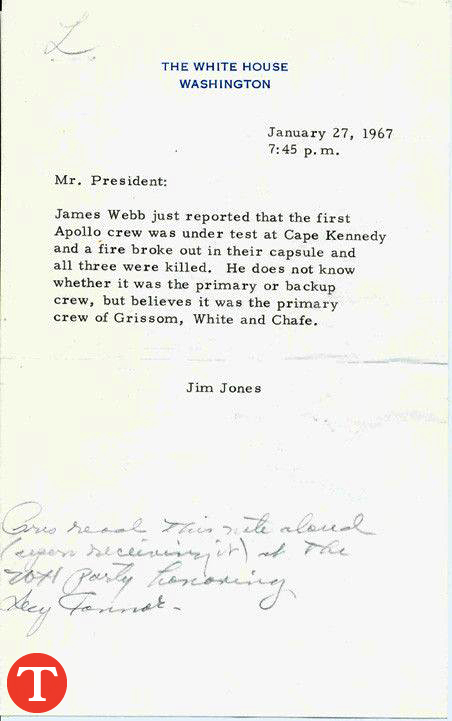 L
THE WHITE HOUSE
WASHINGTON
January 27, 1967
7:45 p.m.
Mr. President:
James Webb just reported that the first
Apollo crew was under test at Cape Kennedy
and a fire broke out in their capsule and
all three were killed. He does not know
whether it was the primary or backup
crew, but believes it was the primary
crew of Grissom, White and Chafe.
Jim Jones
Pres read this note aloud
(upon receiving it) at the
WH Party honoring
Secy Connor.
T